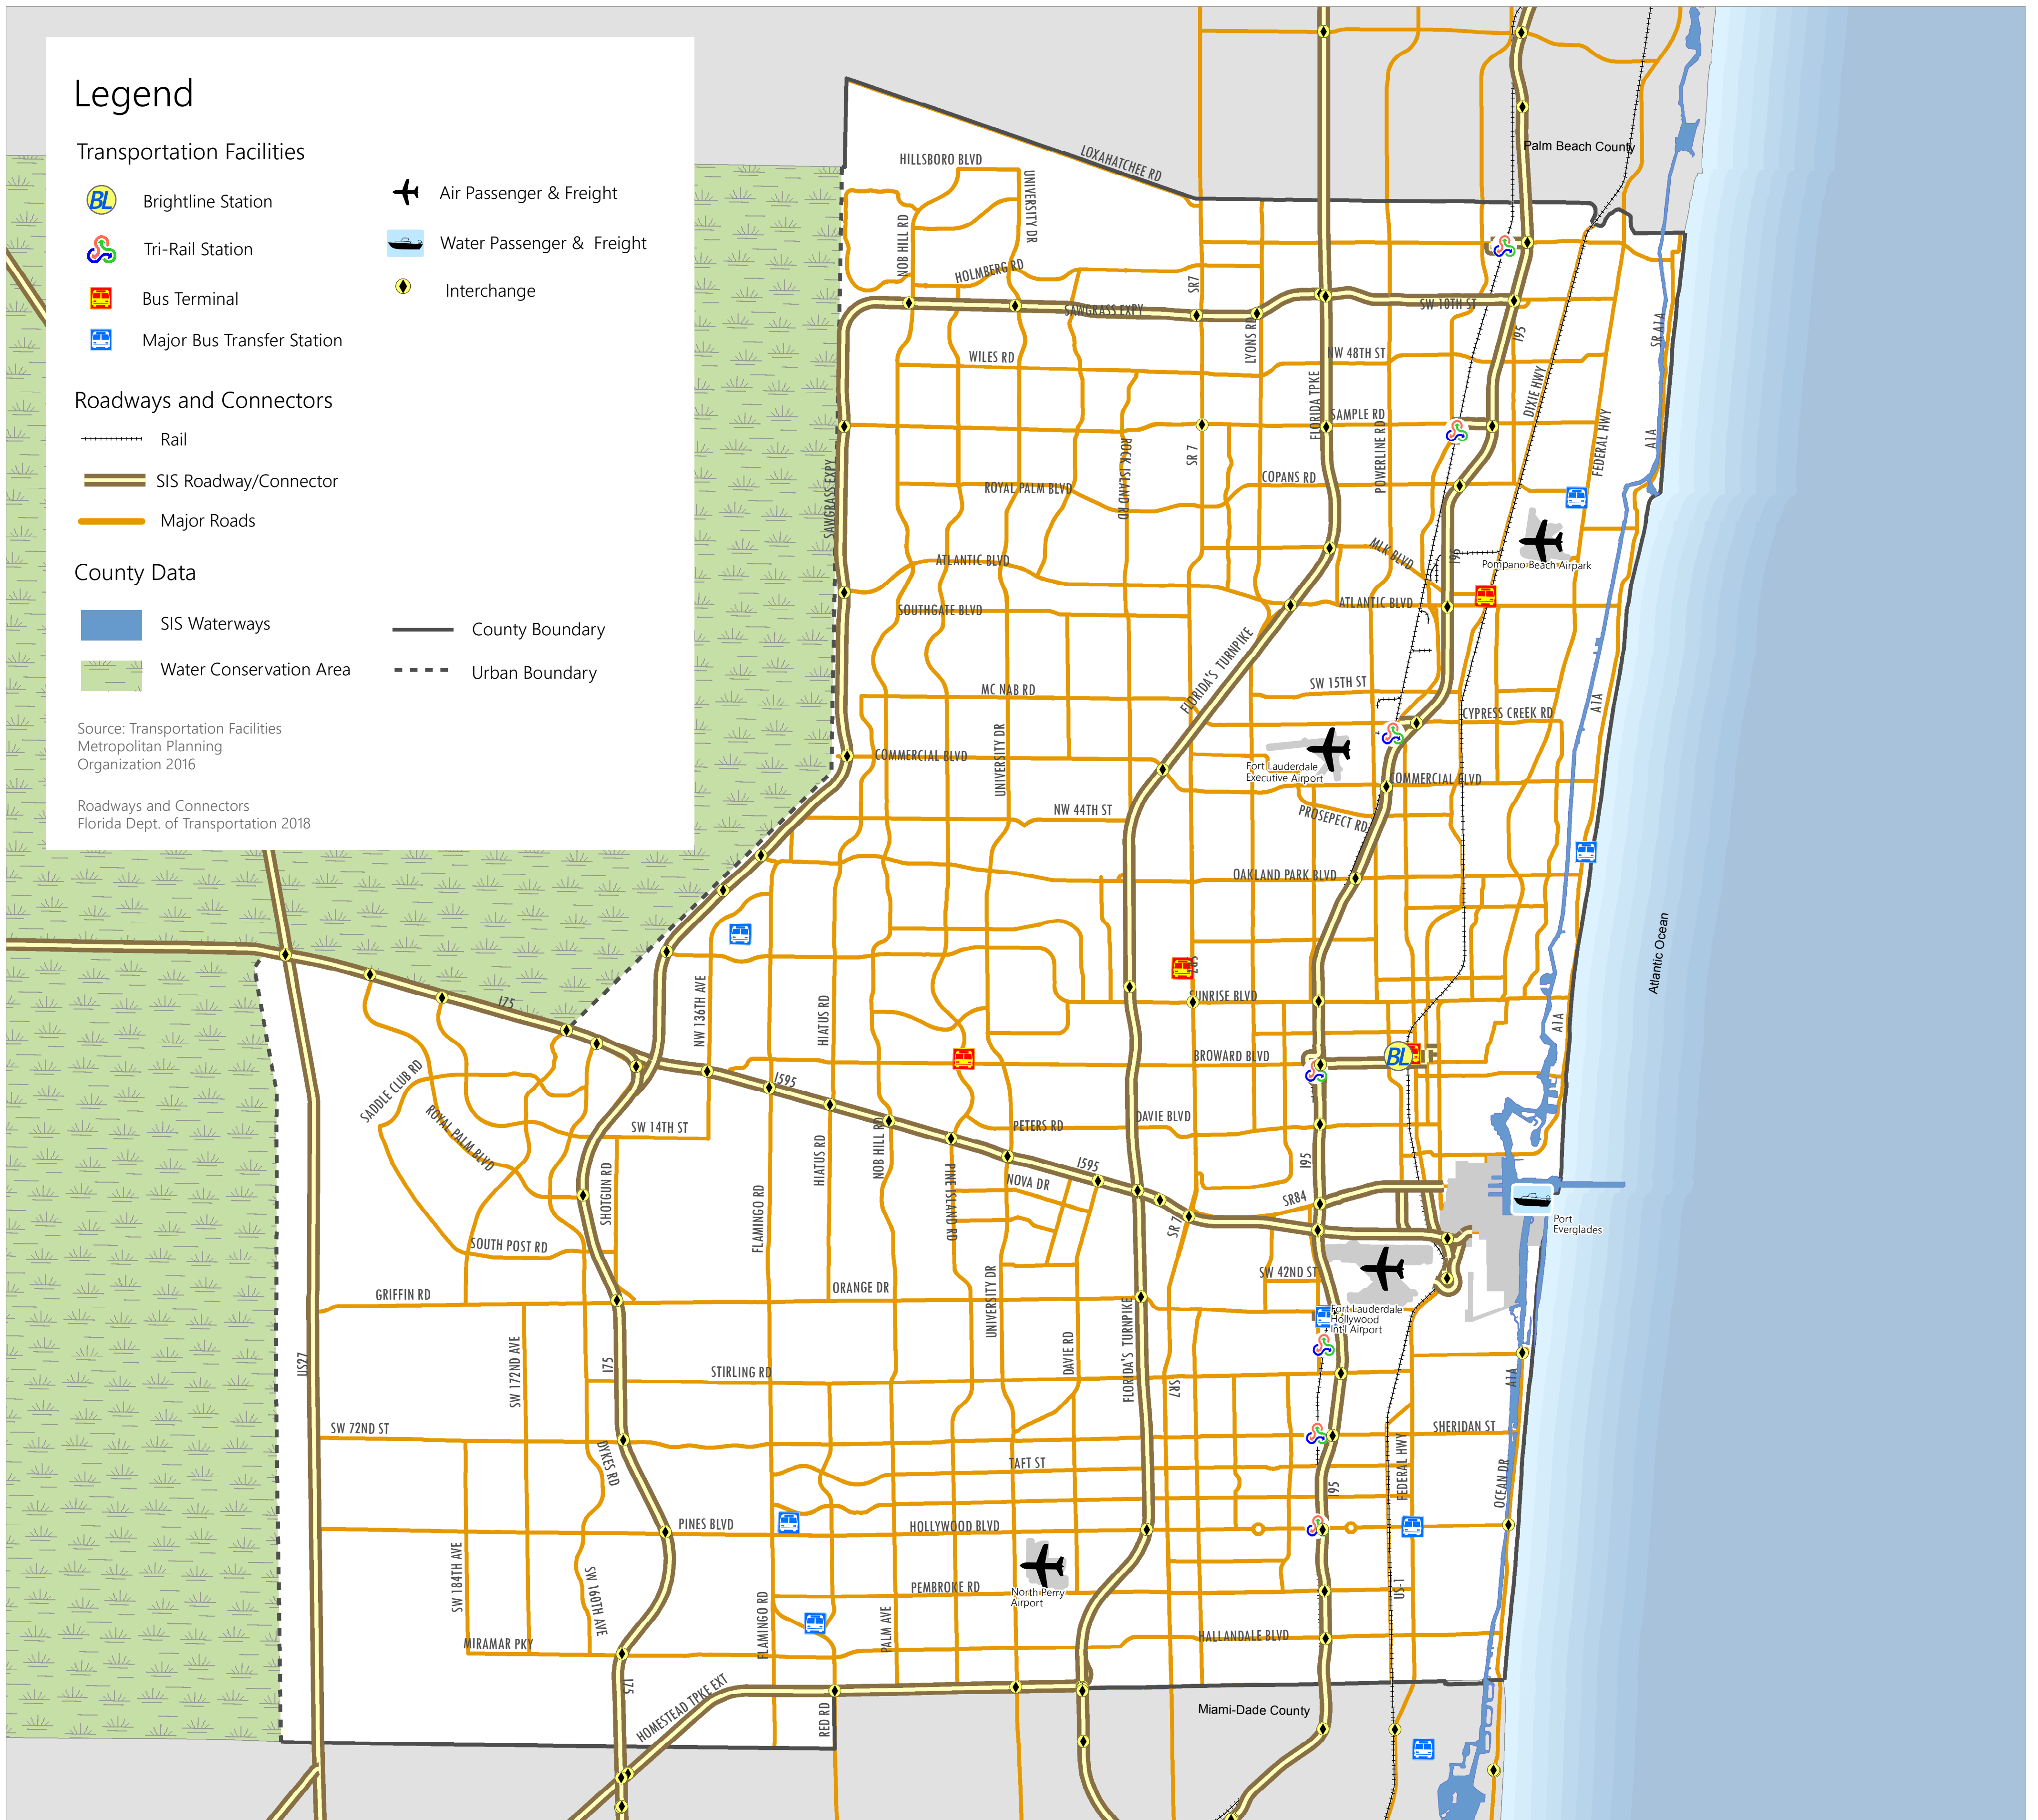 Legend
Transportation Facilities
BL
Brightline Station
Tri-Rail Station
Bus Terminal
Major Bus Transfer Station
Air Passenger & Freight
Water Passenger & Freight
Interchange
Roadways and Connectors
Rail
SIS Roadway/Connector
Major Roads
County Data
SIS Waterways
Water Conservation Area
County Boundary
Urban Boundary
Source: Transportation Facilities
Metropolitan Planning
Organization 2016
Roadways and Connectors
Florida Dept. of Transportation 2018
Palm Beach County
HILLSBORO BLVD
LOXAHATCHEE RD
UNIVERSITY DR
NOB HILL RD
HOLMBERG RD
SR7
SAWGRASS EXPY
SW 10TH ST
I95
SR A1A
LYONS RD
WILES RD
NW 48TH ST
FLORIDA TPKE
SAMPLE RD
DIXIE HWY
FEDERAL HWY
A1A
POWERLINE RD
SR 7
ROCK ISLAND RD
SAWGRASS EXPY
ROYAL PALM BLVD
COPANS RD
MLK BLVD
I95
Pompano Beach Airpark
ATLANTIC BLVD
ATLANTIC BLVD
SOUTHGATE BLVD
FLORIDA'S TURNPIKE
MC NAB RD
SW 15TH ST
A1A
CYPRESS CREEK RD
UNIVERSITY DR
COMMERCIAL BLVD
Fort Lauderdale
Executive Airport
COMMERCIAL BLVD
NW 44TH ST
PROSPECT RD
OAKLAND PARK BLVD
Atlantic Ocean
SR7
SUNRISE BLVD
I75
NW 136TH AVE
HIATUS RD
A1A
BROWARD BLVD
BL
I595
SADDLE CLUB RD
ROYAL PALM BLVD
SW 14TH ST
PETERS RD
DAVIE BLVD
HIATUS RD
NOB HILL RD
I595
I95
SHOTGUN RD
FLAMINGO RD
PINE ISLAND RD
NOVA DR
SR84
SR 7
Port
Everglades
SOUTH POST RD
SW 42ND ST
GRIFFIN RD
ORANGE DR
UNIVERSITY DR
FLORIDA'S TURNPIKE
Fort Lauderdale
Hollywood
Int'l Airport
US27
SW 172ND AVE
I75
STIRLING RD
DAVIE RD
SR7
A1A
SW 72ND ST
SHERIDAN ST
DYKES RD
TAFT ST
I95
FEDERAL HWY
OCEAN DR
PINES BLVD
HOLLYWOOD BLVD
SW 184TH AVE
SW 160TH AVE
North Perry
Airport
PEMBROKE RD
US-1
FLAMINGO RD
PALM AVE
MIRAMAR PKY
HALLANDALE BLVD
I75
HOMESTEAD TPKE EXT
RED RD
Miami-Dade County